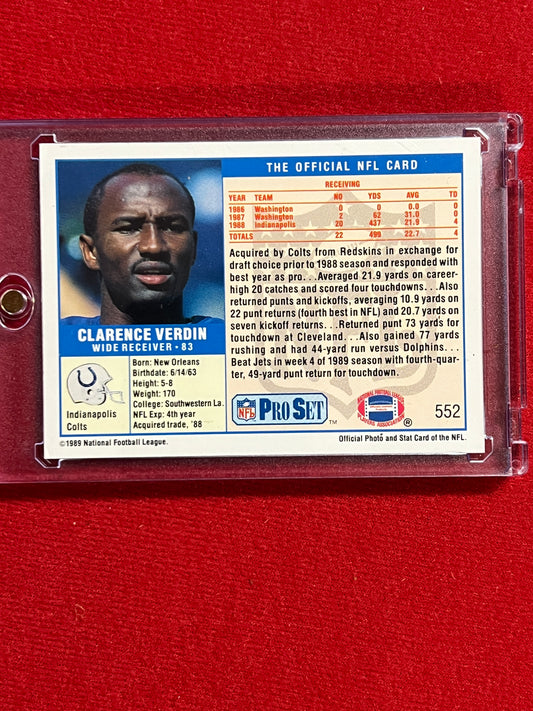 THE OFFICIAL NFL CARD
RECEIVING
YEAR TEAM NO YDS AVG TD
1986 Washington 0 0 0.0 0
1987 Washington 2 62 31.0 0
1988 Indianapolis 20 437 21.9 4
TOTALS 22 499 22.7 4
Acquired by Colts from Redskins in exchange for
draft choice prior to 1988 season and responded with
best year as pro...Averaged 21.9 yards on career-
high 20 catches and scored four touchdowns...Also
returned punts and kickoffs, averaging 10.9 yards on
22 punt returns (fourth best in NFL) and 20.7 yards on
seven kickoff returns...Returned punt 73 yards for
touchdown at Cleveland...Also gained 77 yards
rushing and had 44-yard run versus Dolphins...
Beat Jets in week 4 of 1989 season with fourth-quarter,
49-yard punt return for touchdown.
CLARENCE VERDIN
WIDE RECEIVER • 83
Born: New Orleans
Birthdate: 6/14/63
Height: 5-8
Weight: 170
College: Southwestern La.
NFL Exp: 4th year
Acquired trade, '88
Indianapolis
Colts
NFL PRO SET ™
NATIONAL FOOTBALL LEAGUE
PLAYERS ASSOCIATION
®
552
©1989 National Football League.
Official Photo and Stat Card of the NFL.